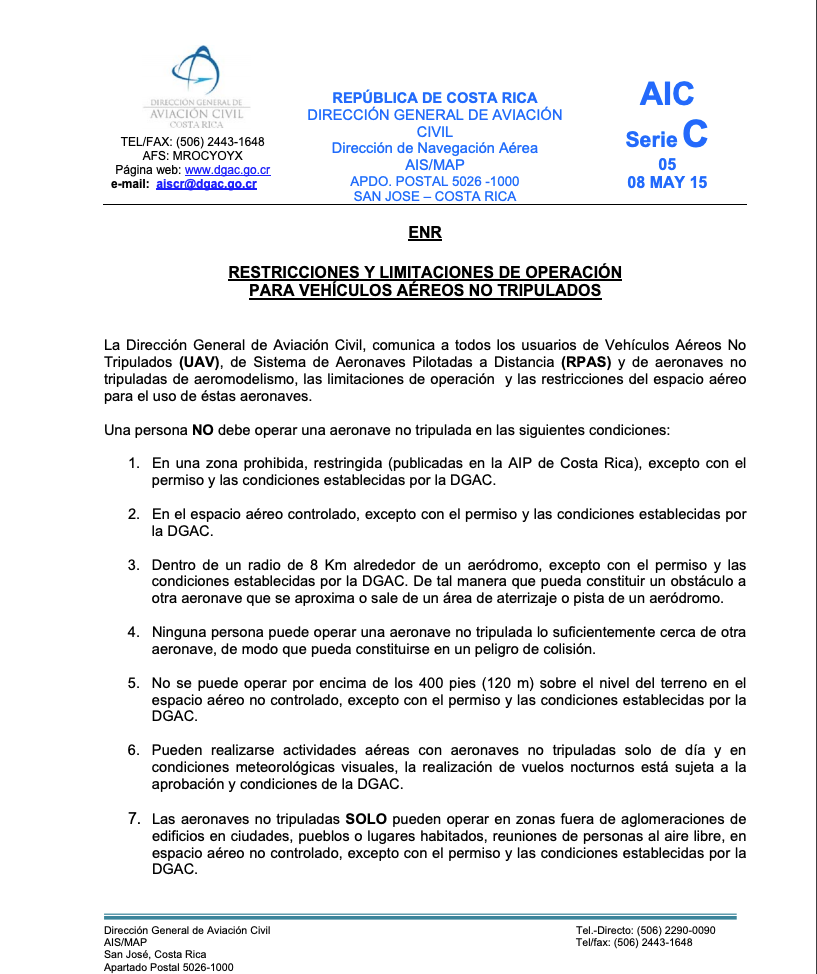 DIRECCIÓN GENERAL DE
AVIACIÓN CIVIL
COSTA RICA
TEL/FAX: (506) 2443-1648
AFS: MROCYOYX
Página web: www.dgac.go.cr
e-mail: aiscr@dgac.go.cr
REPÚBLICA DE COSTA RICA
DIRECCIÓN GENERAL DE AVIACIÓN
CIVIL
Dirección de Navegación Aérea
AIS/MAP
APDO. POSTAL 5026 -1000
SAN JOSE – COSTA RICA
AIC
Serie C
05
08 MAY 15
ENR
RESTRICCIONES Y LIMITACIONES DE OPERACIÓN
PARA VEHÍCULOS AÉREOS NO TRIPULADOS
La Dirección General de Aviación Civil, comunica a todos los usuarios de Vehículos Aéreos No
Tripulados (UAV), de Sistema de Aeronaves Pilotadas a Distancia (RPAS) y de aeronaves no
tripuladas de aeromodelismo, las limitaciones de operación y las restricciones del espacio aéreo
para el uso de éstas aeronaves.
Una persona NO debe operar una aeronave no tripulada en las siguientes condiciones:
1. En una zona prohibida, restringida (publicadas en la AIP de Costa Rica), excepto con el
permiso y las condiciones establecidas por la DGAC.
2. En el espacio aéreo controlado, excepto con el permiso y las condiciones establecidas por
la DGAC.
3. Dentro de un radio de 8 Km alrededor de un aeródromo, excepto con el permiso y las
condiciones establecidas por la DGAC. De tal manera que pueda constituir un obstáculo a
otra aeronave que se aproxima o sale de un área de aterrizaje o pista de un aeródromo.
4. Ninguna persona puede operar una aeronave no tripulada lo suficientemente cerca de otra
aeronave, de modo que pueda constituirse en un peligro de colisión.
5. No se puede operar por encima de los 400 pies (120 m) sobre el nivel del terreno en el
espacio aéreo no controlado, excepto con el permiso y las condiciones establecidas por la
DGAC.
6. Pueden realizarse actividades aéreas con aeronaves no tripuladas solo de día y en
condiciones meteorológicas visuales, la realización de vuelos nocturnos está sujeta a la
aprobación y condiciones de la DGAC.
7. Las aeronaves no tripuladas SOLO pueden operar en zonas fuera de aglomeraciones de
edificios en ciudades, pueblos o lugares habitados, reuniones de personas al aire libre, en
espacio aéreo no controlado, excepto con el permiso y las condiciones establecidas por la
DGAC.
Dirección General de Aviación Civil
AIS/MAP
San José, Costa Rica
Apartado Postal 5026-1000
Tel.-Directo: (506) 2290-0090
Tel/fax: (506) 2443-1648